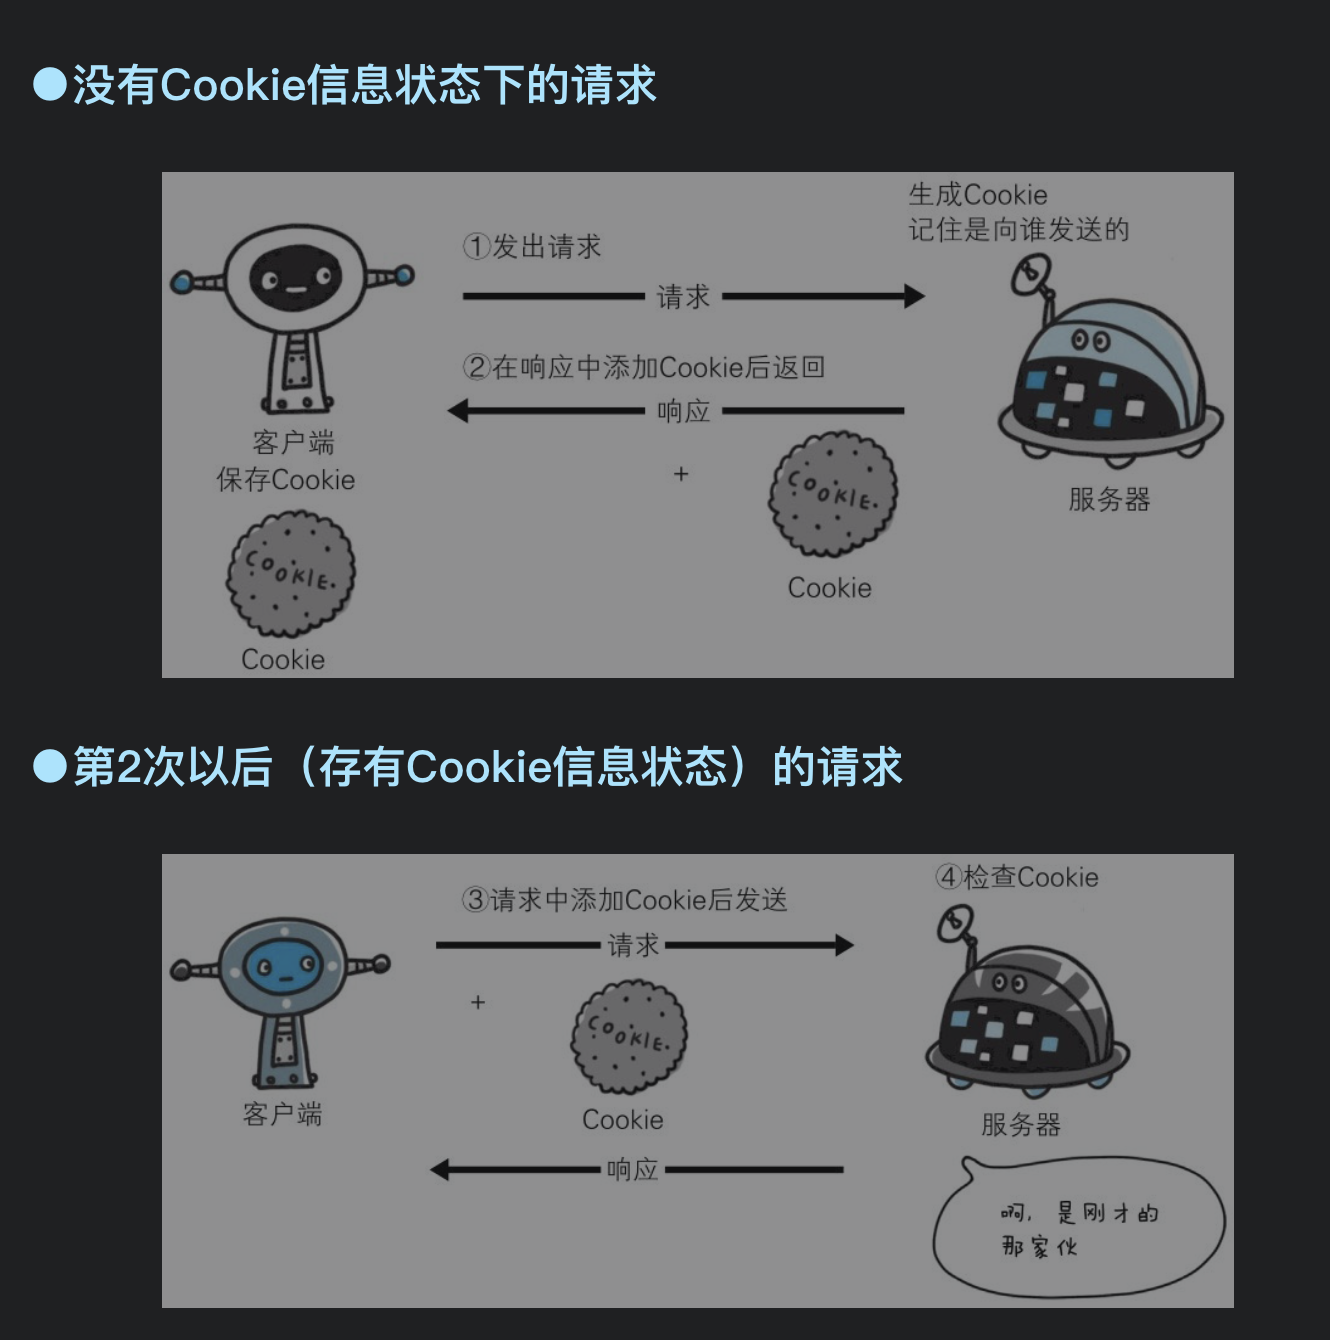 ●没有Cookie信息状态下的请求
生成Cookie
记住是向谁发送的
①发出请求
请求
②在响应中添加Cookie后返回
响应
+
COOKIE.
Cookie
客户端
保存Cookie
COOKIE.
Cookie
服务器
●第2次以后（存有Cookie信息状态）的请求
③请求中添加Cookie后发送
④检查Cookie
请求
+
COOKIE.
Cookie
客户端
服务器
响应
啊，是刚才的
那家伙